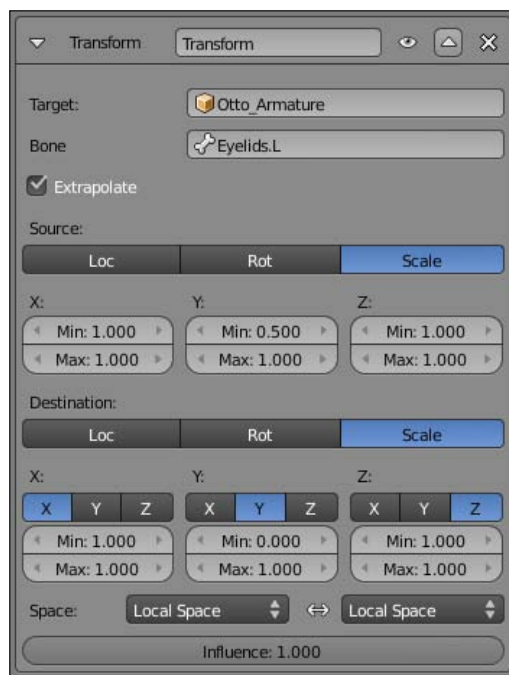 Transform Transform
Target: Otto_Armature
Bone Eyelids.L
Extrapolate
Source:
Loc Rot Scale
X: Y: Z:
Min: 1.000 Min: 0.500 Min: 1.000
Max: 1.000 Max: 1.000 Max: 1.000
Destination:
Loc Rot Scale
X: Y: Z:
X Y Z X Y Z X Y Z
Min: 1.000 Min: 0.000 Min: 1.000
Max: 1.000 Max: 1.000 Max: 1.000
Space: Local Space Local Space
Influence: 1.000